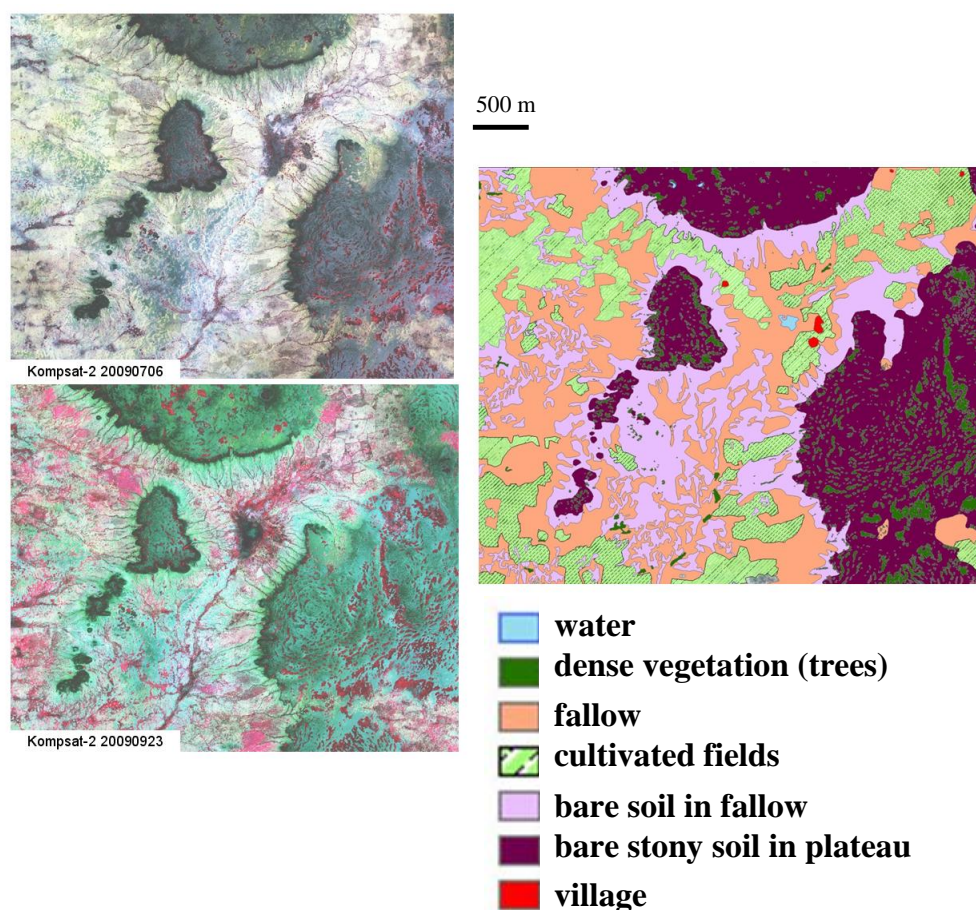 500 m
Kompsat-2 20090706
Kompsat-2 20090923
water
dense vegetation (trees)
fallow
cultivated fields
bare soil in fallow
bare stony soil in plateau
village